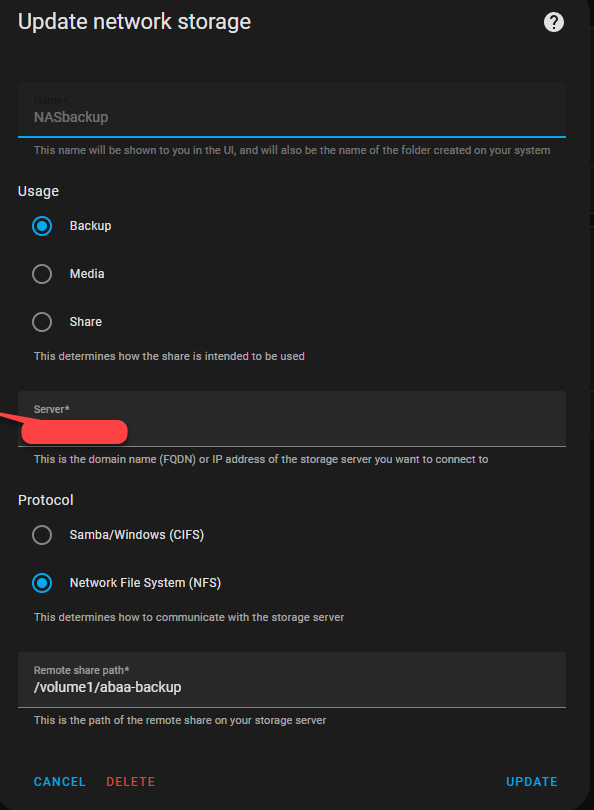 Update network storage
Name*
NASbackup
This name will be shown to you in the UI, and will also be the name of the folder created on your system
Usage
Backup
Media
Share
This determines how the share is intended to be used
Server*
This is the domain name (FQDN) or IP address of the storage server you want to connect to
Protocol
Samba/Windows (CIFS)
Network File System (NFS)
This determines how to communicate with the storage server
Remote share path*
/volume1/abaa-backup
This is the path of the remote share on your storage server
CANCEL DELETE UPDATE